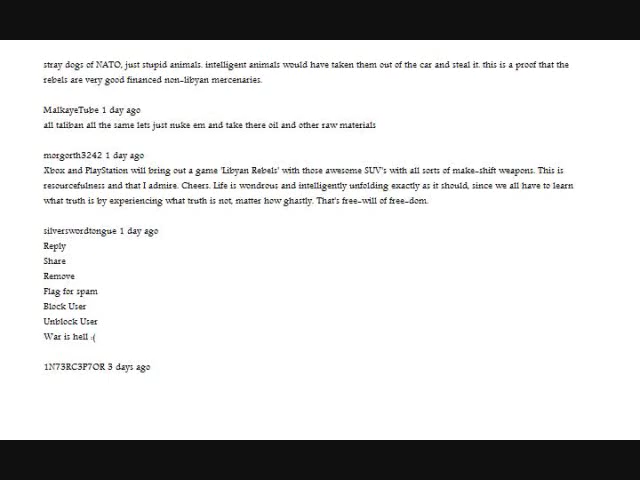 stray dogs of NATO, just stupid animals. intelligent animals would have taken them out of the car and steal it. this is a proof that the
rebels are very good financed non-libyan mercenaries.
MalkayeTube 1 day ago
all taliban all the same lets just nuke em and take there oil and other raw materials
morgorth3242 1 day ago
Xbox and PlayStation will bring out a game 'Libyan Rebels' with those awesome SUV's with all sorts of make-shift weapons. This is
resourcefulness and that I admire. Cheers. Life is wondrous and intelligently unfolding exactly as it should, since we all have to learn
what truth is by experiencing what truth is not, matter how ghastly. That's free-will of free-dom.
silverswordtongue 1 day ago
Reply
Share
Remove
Flag for spam
Block User
Unblock User
War is hell :(
1N73RC3P7OR 3 days ago